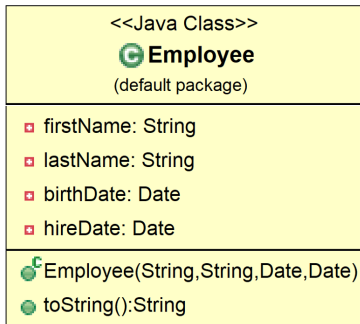 <<Java Class>>
Employee
(default package)
firstName: String
lastName: String
birthDate: Date
hireDate: Date
Employee(String,String,Date,Date)
toString():String